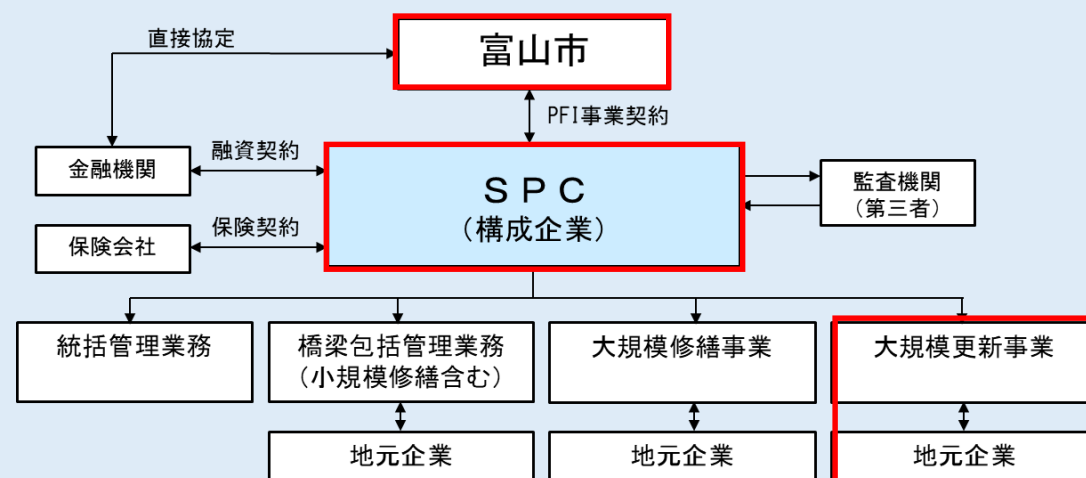 直接協定
富山市
PFI事業契約
金融機関
融資契約
ＳＰＣ
（構成企業）
監査機関
（第三者）
保険会社
保険契約
統括管理業務
橋梁包括管理業務
（小規模修繕含む）
大規模修繕事業
大規模更新事業
地元企業
地元企業
地元企業